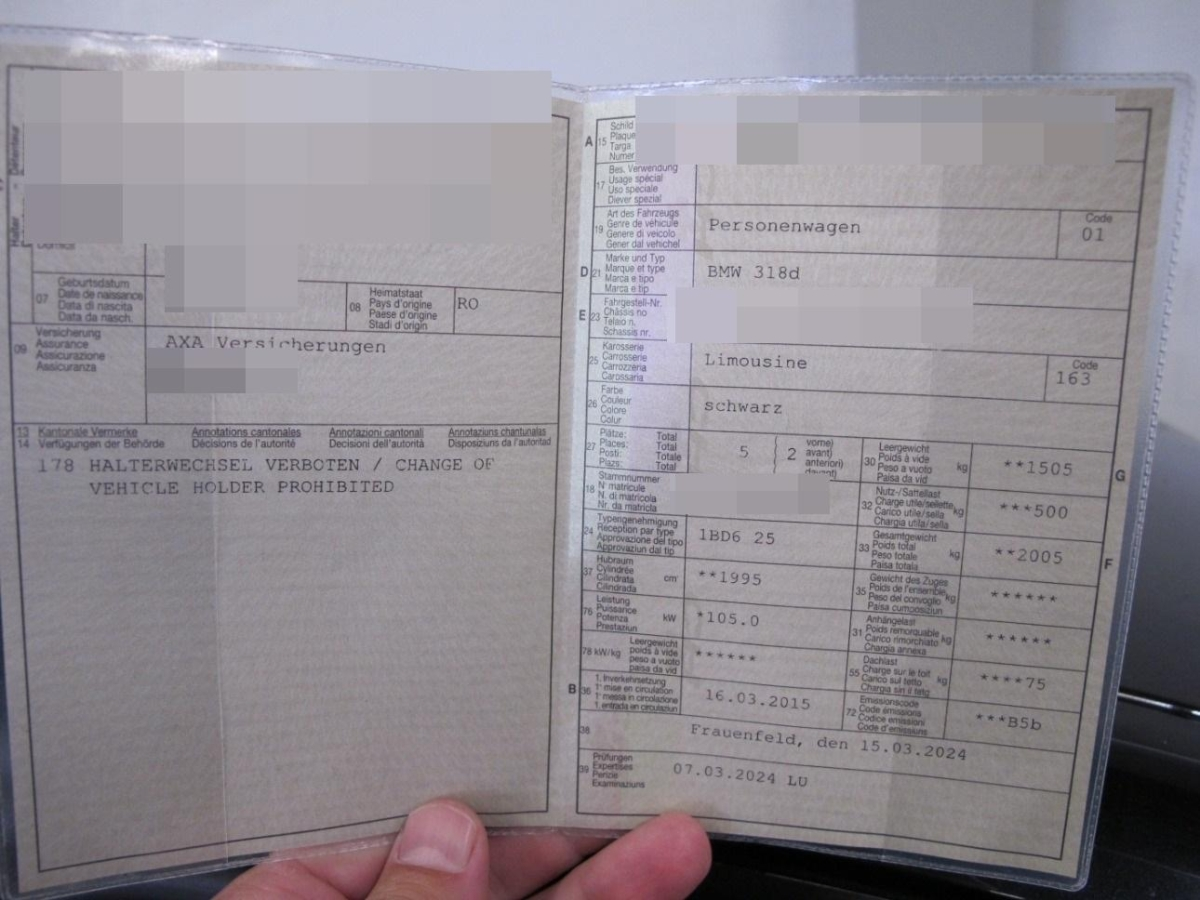 Halter – Détenteur
07
Geburtsdatum
Date de naissance
Data di nascita
Data da nasch.
08
Heimatstaat
Pays d'origine
Paese d'origine
Stadi d'origin
RO
09
Versicherung
Assurance
Assicurazione
Assicuranza
AXA Versicherungen
13 Kantonale Vermerke Annotations cantonales Annotazioni cantonali Annotaziuns chantunalas
14 Verfügungen der Behörde Décisions de l'autorité Decisioni dell'autorità Disposiziuns da l'autoritad
178 HALTERWECHSEL VERBOTEN / CHANGE OF
VEHICLE HOLDER PROHIBITED
A 15
Schild
Plaque
Targa
Numer
17
Bes. Verwendung
Usage spécial
Uso speciale
Diever spezial
19
Art des Fahrzeugs
Genre de véhicule
Genere di veicolo
Gener dal vehichel
Personenwagen
Code
01
D 21
Marke und Typ
Marque et type
Marca e tipo
Marca e tip
BMW 318d
E 23
Fahrgestell-Nr.
Châssis no
Telaio n.
Schassis nr.
25
Karosserie
Carrosserie
Carrozzeria
Carossaria
Limousine
Code
163
26
Farbe
Couleur
Colore
Colur
schwarz
27
Plätze: Total
Places: Total
Posti: Totale
Plazs: Total
5
2
vorne)
avant)
anteriori)
davant)
30
Leergewicht
Poids à vide
Peso a vuoto
Paisa da vid
kg
**1505
G
18
Stammnummer
N° matricule
N. di matricola
Nr. da matricla
32
Nutz-/Sattellast
Charge utile/sellette
Carico utile/sella
Chargia utila/sella
kg
***500
24
Typengenehmigung
Réception par type
Approvazione del tipo
Approvaziun dal tip
1BD6 25
33
Gesamtgewicht
Poids total
Peso totale
Paisa totala
kg
**2005
F
37
Hubraum
Cylindrée
Cilindrata
Cilindrada
cm³
**1995
35
Gewicht des Zuges
Poids de l'ensemble
Peso del convoglio
Paisa cumposiziun
kg
******
76
Leistung
Puissance
Potenza
Prestaziun
kW
*105.0
31
Anhängelast
Poids remorquable
Carico rimorchiato
Chargia annexa
kg
******
78 kW/kg
Leergewicht
poids à vide
peso a vuoto
paisa da vid
******
55
Dachlast
Charge sur le toit
Carico sul tetto
Chargia sin il tetg
kg
****75
B 36
1. Inverkehrsetzung
1re mise en circulation
1a messa in circolazione
1. entrada en circulaziun
16.03.2015
72
Emissionscode
Code émissions
Codice emissioni
Code d'emissiuns
***B5b
38
Frauenfeld, den 15.03.2024
39
Prüfungen
Expertises
Perizie
Examinaziuns
07.03.2024 LU